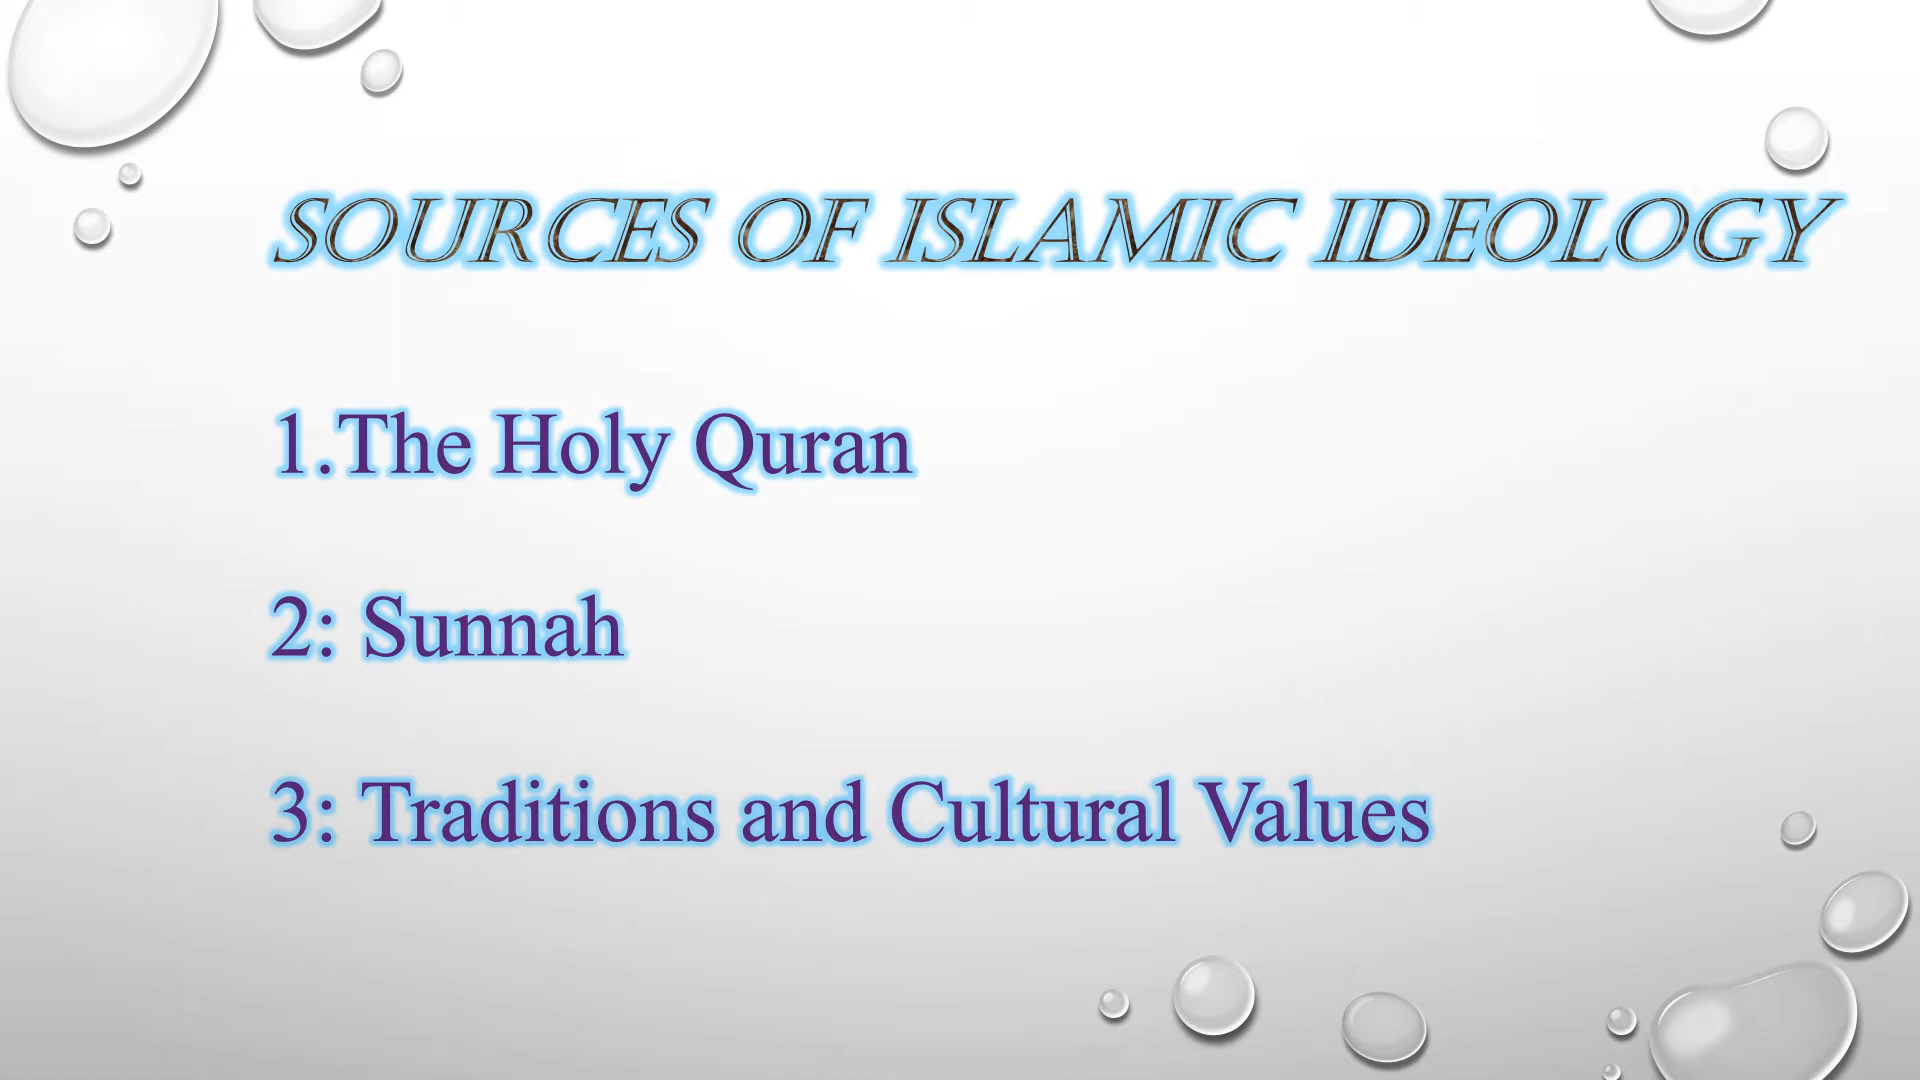 SOURCES OF ISLAMIC IDEOLOGY
1.The Holy Quran
2: Sunnah
3: Traditions and Cultural Values